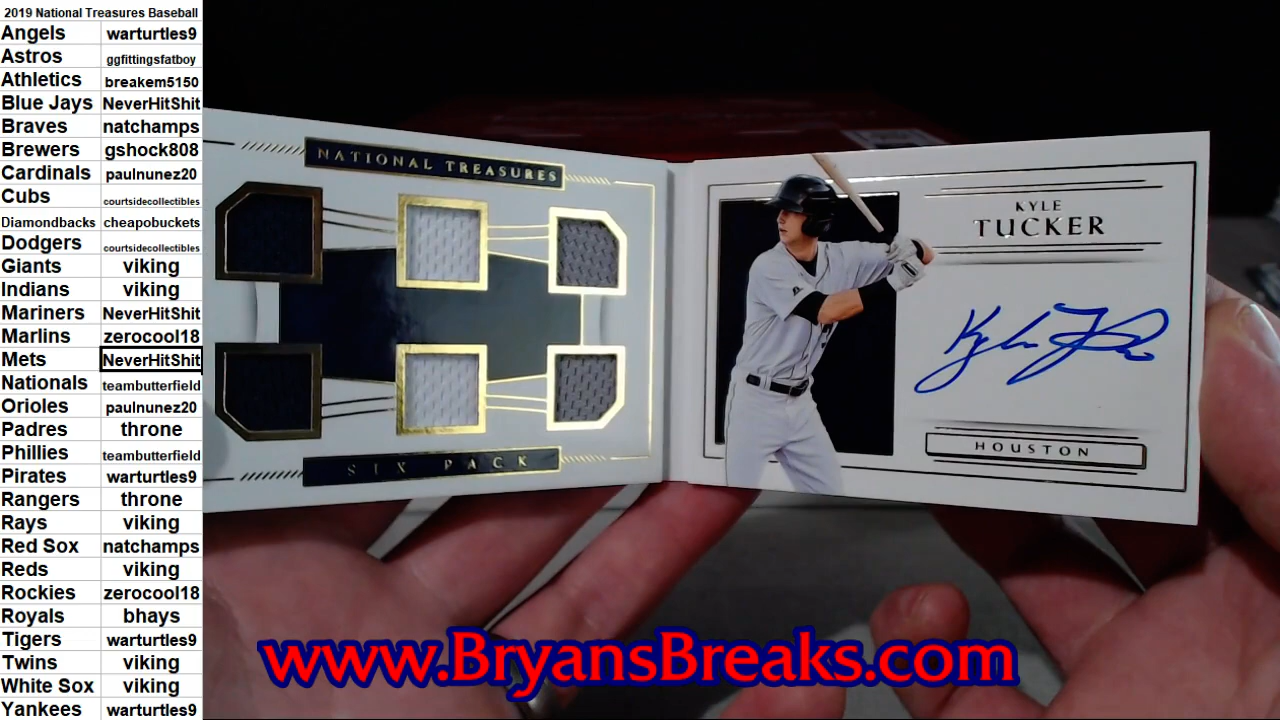 2019 National Treasures Baseball
Angels warturtles9
Astros ggfittingsfatboy
Athletics breakem5150
Blue Jays NeverHitShit
Braves natchamps
Brewers gshock808
Cardinals paulnunez20
Cubs courtsidecollectibles
Diamondbacks cheapobuckets
Dodgers courtsidecollectibles
Giants viking
Indians viking
Mariners NeverHitShit
Marlins zerocool18
Mets NeverHitShit
Nationals teambutterfield
Orioles paulnunez20
Padres throne
Phillies teambutterfield
Pirates warturtles9
Rangers throne
Rays viking
Red Sox natchamps
Reds viking
Rockies zerocool18
Royals bhays
Tigers warturtles9
Twins viking
White Sox viking
Yankees warturtles9
NATIONAL TREASURES
SIX PACK
KYLE
TUCKER
Kyle Tucker
HOUSTON
www.BryansBreaks.com